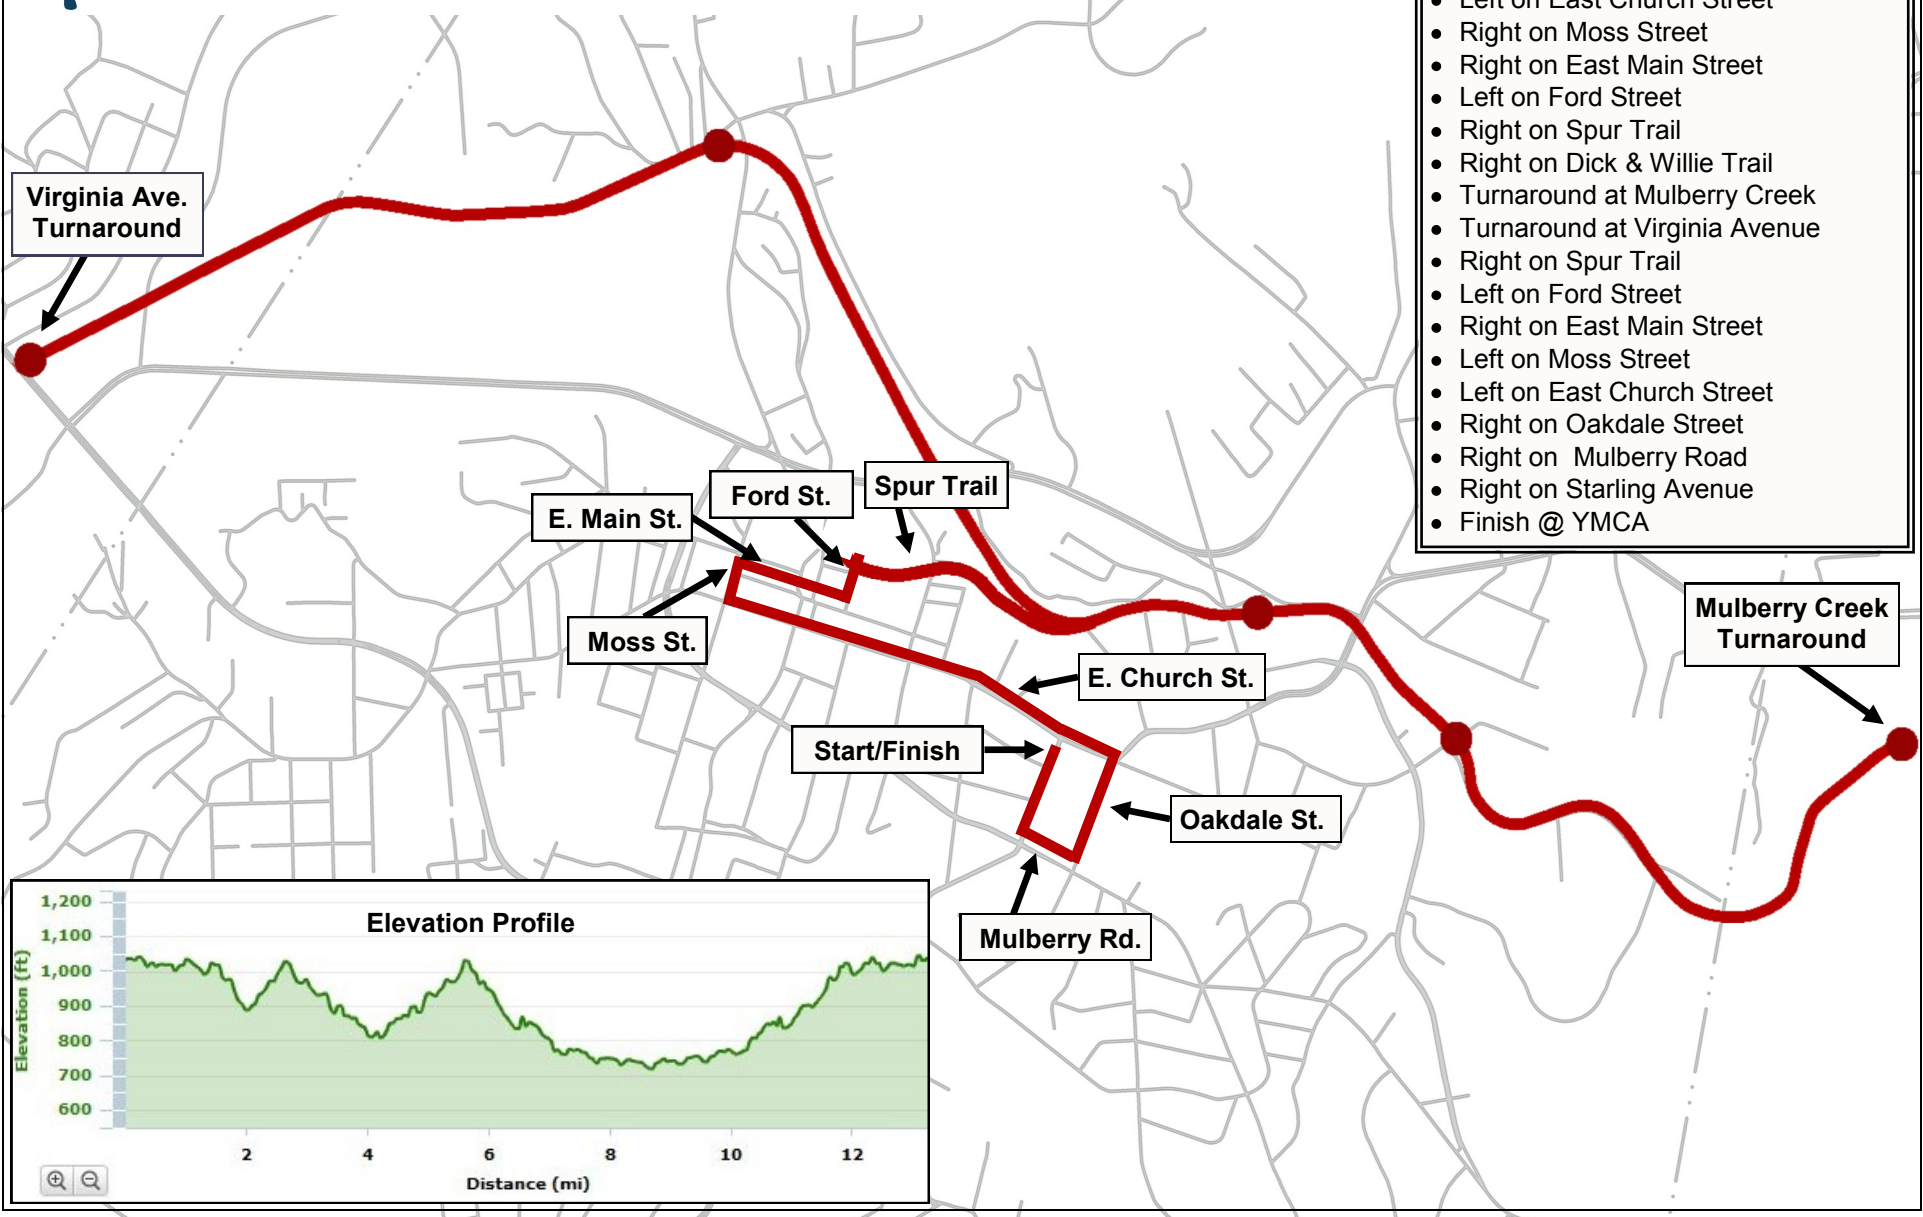 Left on East Church Street
Right on Moss Street
Right on East Main Street
Left on Ford Street
Right on Spur Trail
Right on Dick & Willie Trail
Turnaround at Mulberry Creek
Turnaround at Virginia Avenue
Right on Spur Trail
Left on Ford Street
Right on East Main Street
Left on Moss Street
Left on East Church Street
Right on Oakdale Street
Right on Mulberry Road
Right on Starling Avenue
Finish @ YMCA
Virginia Ave.
Turnaround
Ford St.
Spur Trail
E. Main St.
Moss St.
Mulberry Creek
Turnaround
E. Church St.
Start/Finish
Oakdale St.
Mulberry Rd.
Elevation Profile
Elevation (ft)
1,200
1,100
1,000
900
800
700
600
2 4 6 8 10 12
Distance (mi)